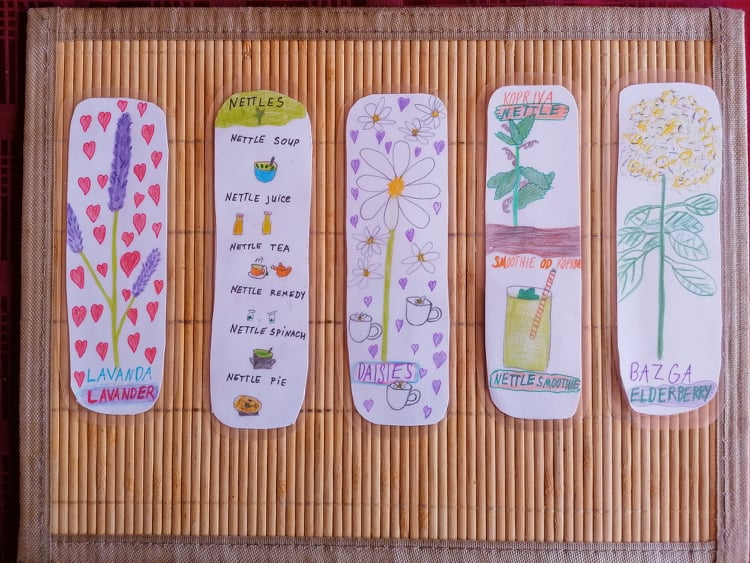 LAVANDA
LAVANDER
NETTLES
NETTLE SOUP
NETTLE juice
NETTLE TEA
NETTLE REMEDY
NETTLE SPINACH
NETTLE PIE
DAISIES
KOPRIVA
NETTLE
SMOOTHIE OD KOPRIVE
NETTLE SMOOTHIE
BAZGA
ELDERBERRY